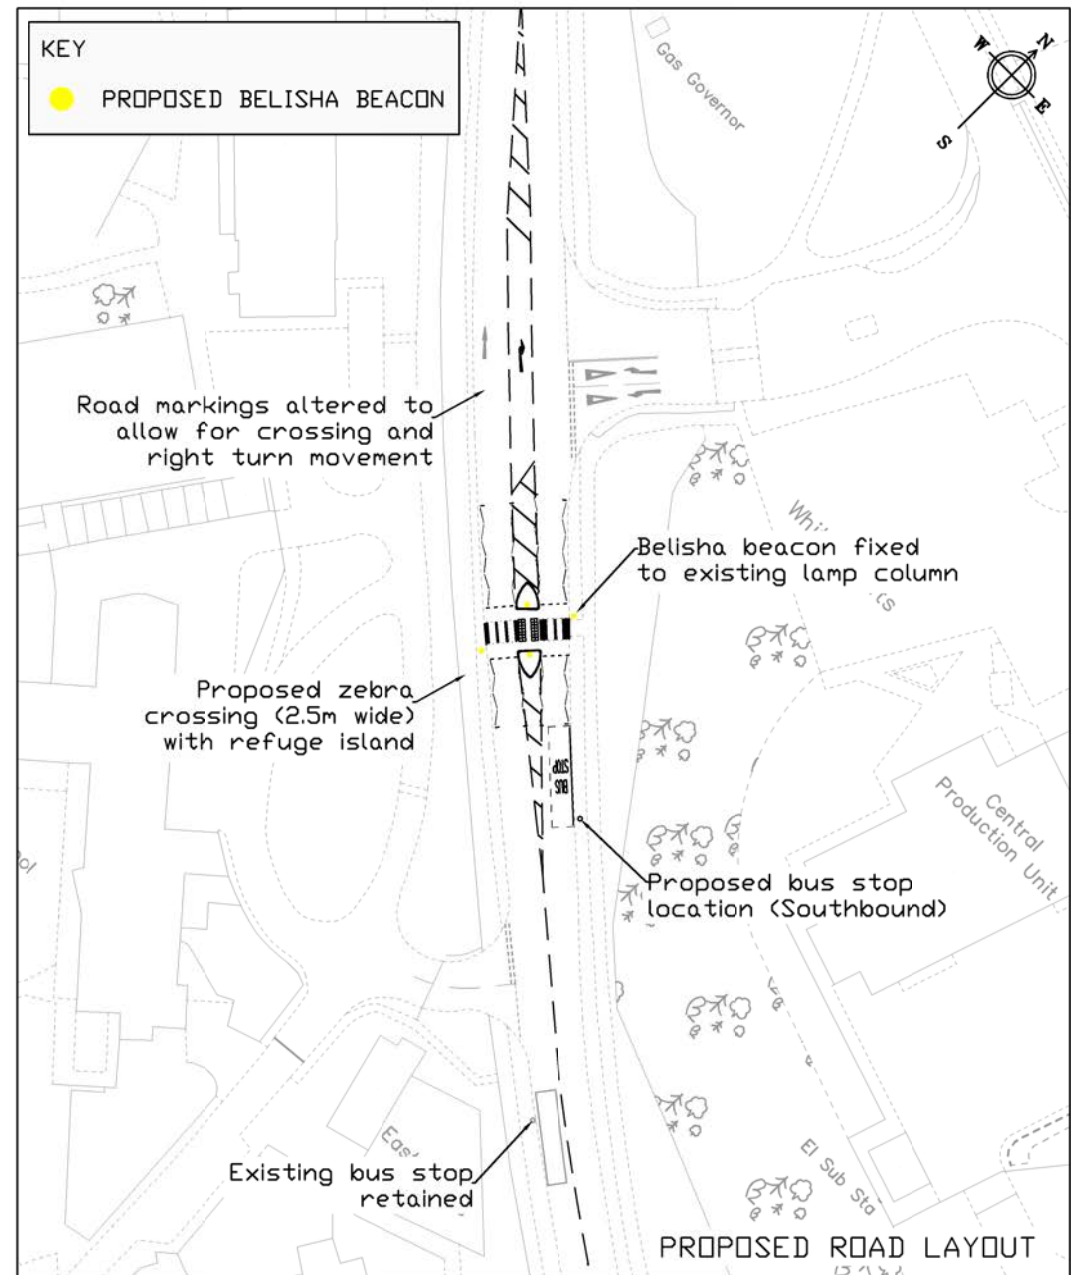 KEY
PROPOSED BELISHA BEACON
Gas Governor
W
N
E
S
Road markings altered to
allow for crossing and
right turn movement
Belisha beacon fixed
to existing lamp column
Proposed zebra
crossing (2.5m wide)
with refuge island
BUS
STOP
Central
Production Unit
Proposed bus stop
location (Southbound)
Existing bus stop
retained
El Sub Sta
PROPOSED ROAD LAYOUT